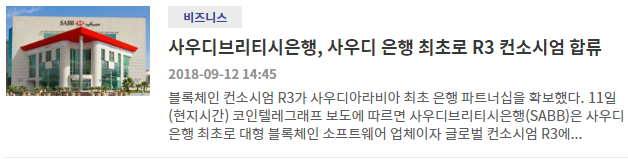 비즈니스
SABB ساب
사우디브리티시은행, 사우디 은행 최초로 R3 컨소시엄 합류
2018-09-12 14:45
블록체인 컨소시엄 R3가 사우디아라비아 최초 은행 파트너십을 확보했다. 11일
(현지시간) 코인텔레그래프 보도에 따르면 사우디브리티시은행(SABB)은 사우디
은행 최초로 대형 블록체인 소프트웨어 업체이자 글로벌 컨소시엄 R3에...